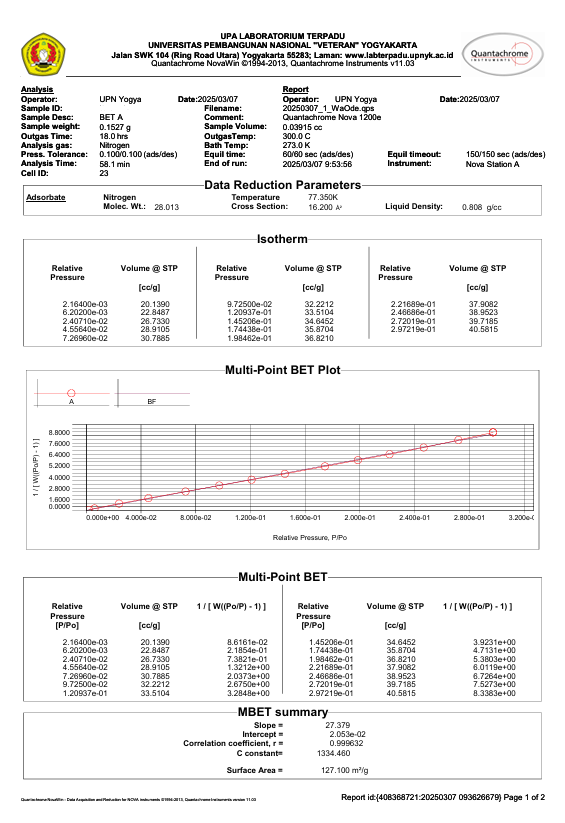 UPA LABORATORIUM TERPADU
UNIVERSITAS PEMBANGUNAN NASIONAL "VETERAN" YOGYAKARTA
Jalan SWK 104 (Ring Road Utara) Yogyakarta 55283; Laman: www.labterpadu.upnyk.ac.id
Quantachrome NovaWin ©1994-2013, Quantachrome Instruments v11.03
Quantachrome
INSTRUMENTS
Analysis Report
Operator: UPN Yogya Date:2025/03/07 Operator: UPN Yogya Date:2025/03/07
Sample ID: Filename: 20250307_1_WaOde.qps
Sample Desc: BET A Comment: Quantachrome Nova 1200e
Sample weight: 0.1527 g Sample Volume: 0.03915 cc
Outgas Time: 18.0 hrs OutgasTemp: 300.0 C
Analysis gas: Nitrogen Bath Temp: 273.0 K
Press. Tolerance: 0.100/0.100 (ads/des) Equil time: 60/60 sec (ads/des) Equil timeout: 150/150 sec (ads/des)
Analysis Time: 58.1 min End of run: 2025/03/07 9:53:56 Instrument: Nova Station A
Cell ID: 23
Data Reduction Parameters
Adsorbate Nitrogen Temperature 77.350K
Molec. Wt.: 28.013 Cross Section: 16.200 Å² Liquid Density: 0.808 g/cc
Isotherm
Relative Volume @ STP Relative Volume @ STP Relative Volume @ STP
Pressure Pressure Pressure
[cc/g] [cc/g] [cc/g]
2.16400e-03 20.1390 9.72500e-02 32.2212 2.21689e-01 37.9082
6.20200e-03 22.8487 1.20937e-01 33.5104 2.46686e-01 38.9523
2.40710e-02 26.7330 1.45206e-01 34.6452 2.72019e-01 39.7185
4.55640e-02 28.9105 1.74438e-01 35.8704 2.97219e-01 40.5815
7.26960e-02 30.7885 1.98462e-01 36.8210
Multi-Point BET Plot
A BF
1 / [ W((Po/P) - 1) ]
8.8000
7.6000
6.4000
5.2000
4.0000
2.8000
1.6000
0.0000
0.000e+00 4.000e-02 8.000e-02 1.200e-01 1.600e-01 2.000e-01 2.400e-01 2.800e-01 3.200e-(
Relative Pressure, P/Po
Multi-Point BET
Relative Volume @ STP 1 / [ W((Po/P) - 1) ] Relative Volume @ STP 1 / [ W((Po/P) - 1) ]
Pressure Pressure
[P/Po] [cc/g] [P/Po] [cc/g]
2.16400e-03 20.1390 8.6161e-02 1.45206e-01 34.6452 3.9231e+00
6.20200e-03 22.8487 2.1854e-01 1.74438e-01 35.8704 4.7131e+00
2.40710e-02 26.7330 7.3821e-01 1.98462e-01 36.8210 5.3803e+00
4.55640e-02 28.9105 1.3212e+00 2.21689e-01 37.9082 6.0119e+00
7.26960e-02 30.7885 2.0373e+00 2.46686e-01 38.9523 6.7264e+00
9.72500e-02 32.2212 2.6750e+00 2.72019e-01 39.7185 7.5273e+00
1.20937e-01 33.5104 3.2848e+00 2.97219e-01 40.5815 8.3383e+00
MBET summary
Slope = 27.379
Intercept = 2.053e-02
Correlation coefficient, r = 0.999632
C constant= 1334.460
Surface Area = 127.100 m²/g
Quantachrome NovaWin - Data Acquisition and Reduction for NOVA instruments ©1994-2013, Quantachrome Instruments version 11.03
Report id:{408368721:20250307 093626679} Page 1 of 2